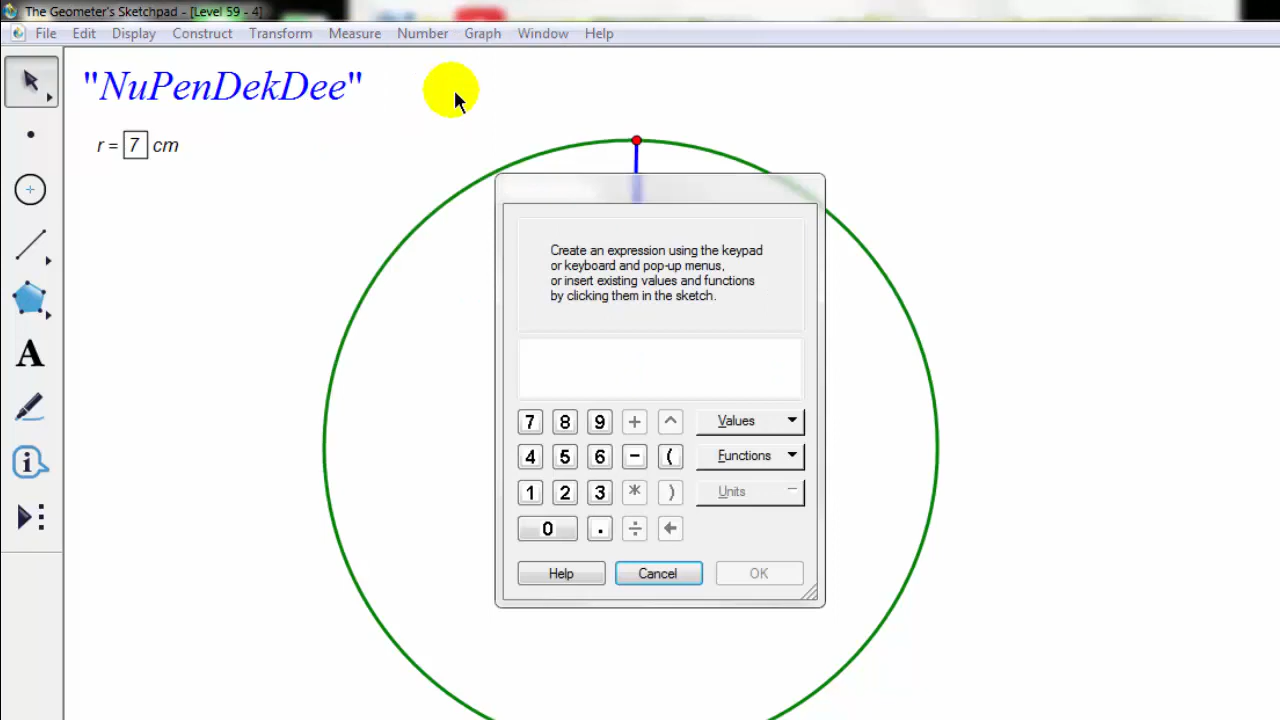 The Geometer's Sketchpad - [Level 59 - 4]
File Edit Display Construct Transform Measure Number Graph Window Help
"NuPenDekDee"
r = 7 cm
Create an expression using the keypad
or keyboard and pop-up menus,
or insert existing values and functions
by clicking them in the sketch.
7 8 9 + ^ Values
4 5 6 - ( Functions
1 2 3 * ) Units
0 . ÷
Help Cancel OK
A
i